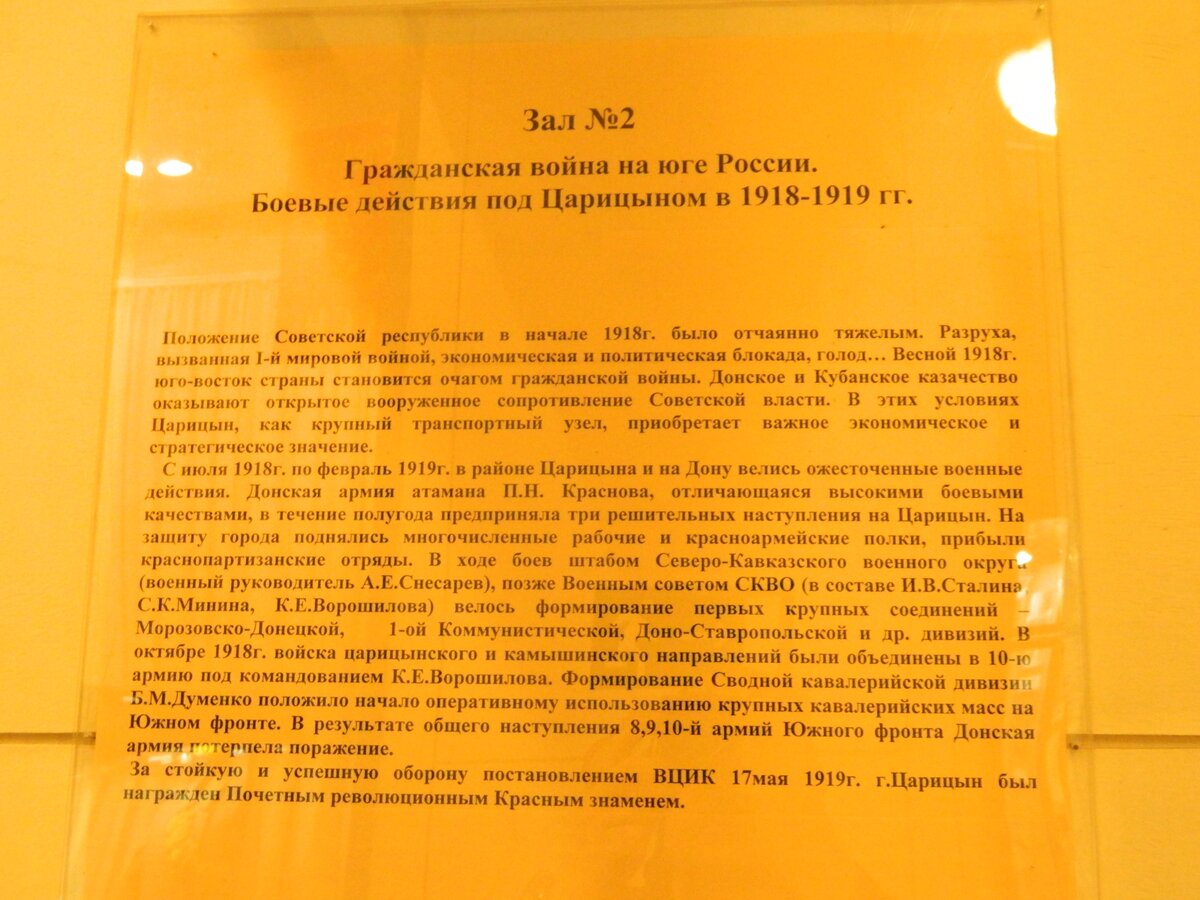 Зал №2
Гражданская война на юге России.
Боевые действия под Царицыном в 1918-1919 гг.
Положение Советской республики в начале 1918г. было отчаянно тяжелым. Разруха,
вызванная I-й мировой войной, экономическая и политическая блокада, голод… Весной 1918г.
юго-восток страны становится очагом гражданской войны. Донское и Кубанское казачество
оказывают открытое вооруженное сопротивление Советской власти. В этих условиях
Царицын, как крупный транспортный узел, приобретает важное экономическое и
стратегическое значение.
С июля 1918г. по февраль 1919г. в районе Царицына и на Дону велись ожесточенные военные
действия. Донская армия атамана П.Н. Краснова, отличающаяся высокими боевыми
качествами, в течение полугода предприняла три решительных наступления на Царицын. На
защиту города поднялись многочисленные рабочие и красноармейские полки, прибыли
краснопартизанские отряды. В ходе боев штабом Северо-Кавказского военного округа
(военный руководитель А.Е.Снесарев), позже Военным советом СКВО (в составе И.В.Сталина,
С.К.Минина, К.Е.Ворошилова) велось формирование первых крупных соединений –
Морозовско-Донецкой, 1-ой Коммунистической, Доно-Ставропольской и др. дивизий. В
октябре 1918г. войска царицынского и камышинского направлений были объединены в 10-ю
армию под командованием К.Е.Ворошилова. Формирование Сводной кавалерийской дивизии
Б.М.Думенко положило начало оперативному использованию крупных кавалерийских масс на
Южном фронте. В результате общего наступления 8,9,10-й армий Южного фронта Донская
армия потерпела поражение.
За стойкую и успешную оборону постановлением ВЦИК 17мая 1919г. г.Царицын был
награжден Почетным революционным Красным знаменем.